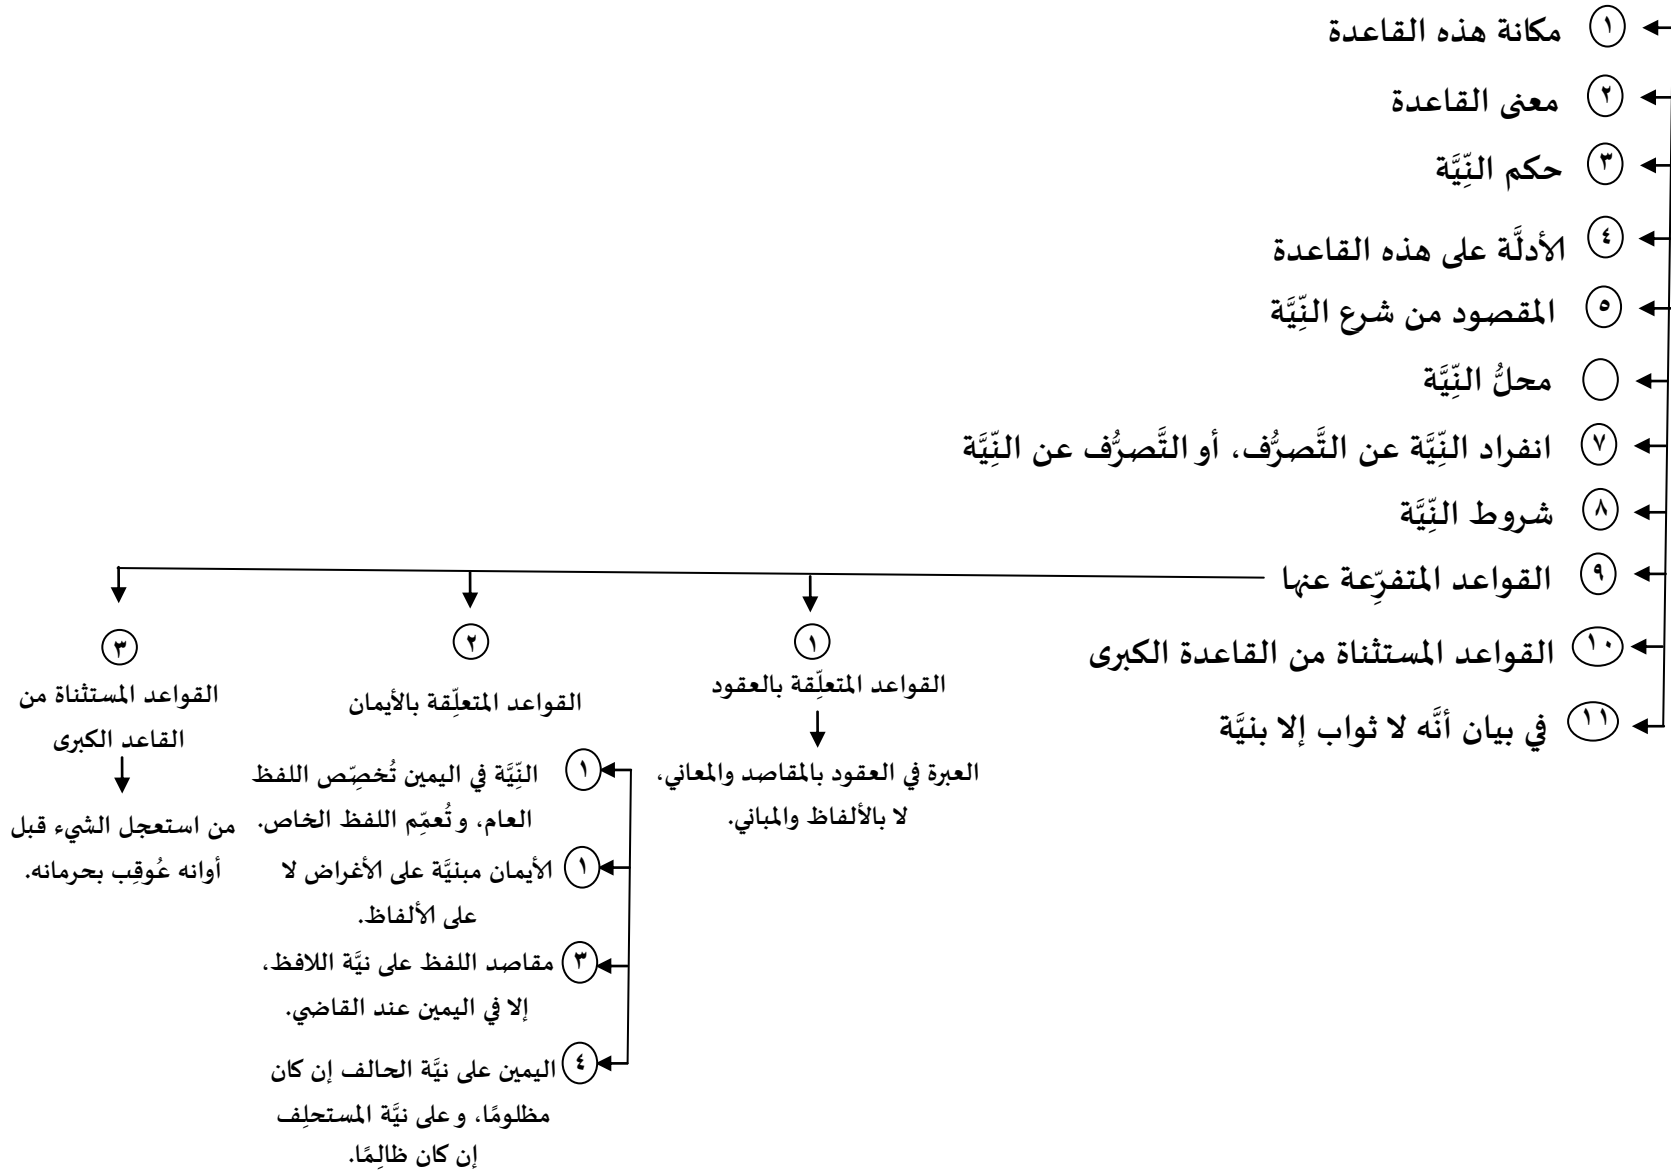 ١ مكانة هذه القاعدة
٢ معنى القاعدة
٣ حكم النِّيَّة
٤ الأدلَّة على هذه القاعدة
٥ المقصود من شرع النِّيَّة
محلُّ النِّيَّة
٧ انفراد النِّيَّة عن التَّصرُّف، أو التَّصرُّف عن النِّيَّة
٨ شروط النِّيَّة
٩ القواعد المتفرِّعة عنها
١٠ القواعد المستثناة من القاعدة الكبرى
١١ في بيان أنَّه لا ثواب إلا بنيَّة
١
القواعد المتعلِّقة بالعقود
العبرة في العقود بالمقاصد والمعاني،
لا بالألفاظ والمباني.
٢
القواعد المتعلِّقة بالأيمان
١ النِّيَّة في اليمين تُخصِّص اللفظ
العام، وتُعمِّم اللفظ الخاص.
١ الأيمان مبنيَّة على الأغراض لا
على الألفاظ.
٣ مقاصد اللفظ على نيَّة اللافظ،
إلا في اليمين عند القاضي.
٤ اليمين على نيَّة الحالف إن كان
مظلومًا، وعلى نيَّة المستحلِف
إن كان ظالِمًا.
٣
القواعد المستثناة من
القاعد الكبرى
من استعجل الشيء قبل
أوانه عُوقِب بحرمانه.